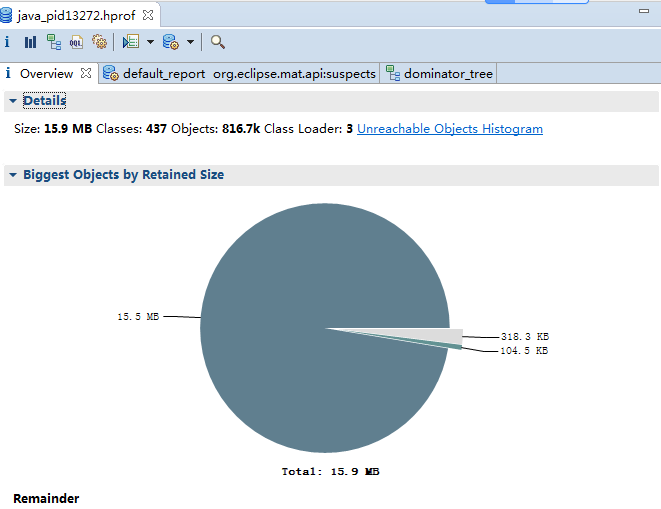 java_pid13272.hprof
i OQL
i Overview default_report org.eclipse.mat.api:suspects dominator_tree
Details
Size: 15.9 MB Classes: 437 Objects: 816.7k Class Loader: 3 Unreachable Objects Histogram
Biggest Objects by Retained Size
15.5 MB
318.3 KB
104.5 KB
Total: 15.9 MB
Remainder